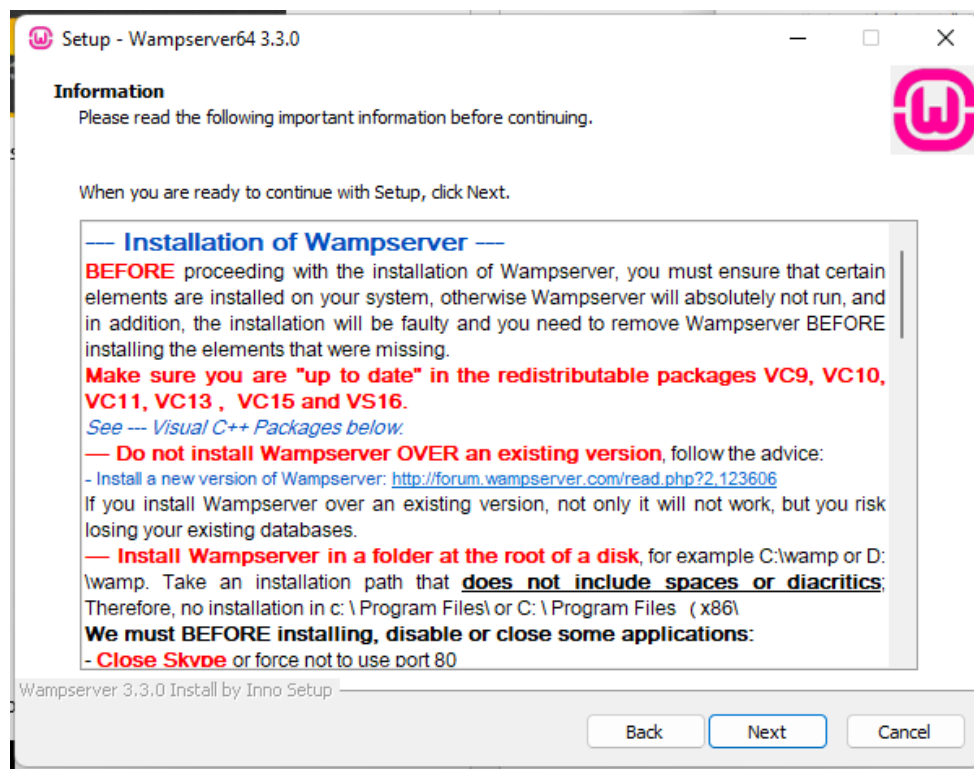 Setup - Wampserver64 3.3.0
Information
Please read the following important information before continuing.
When you are ready to continue with Setup, click Next.
--- Installation of Wampserver ---
BEFORE proceeding with the installation of Wampserver, you must ensure that certain
elements are installed on your system, otherwise Wampserver will absolutely not run, and
in addition, the installation will be faulty and you need to remove Wampserver BEFORE
installing the elements that were missing.
Make sure you are "up to date" in the redistributable packages VC9, VC10,
VC11, VC13 , VC15 and VS16.
See --- Visual C++ Packages below.
— Do not install Wampserver OVER an existing version, follow the advice:
- Install a new version of Wampserver: http://forum.wampserver.com/read.php?2,123606
If you install Wampserver over an existing version, not only it will not work, but you risk
losing your existing databases.
— Install Wampserver in a folder at the root of a disk, for example C:\wamp or D:
\wamp. Take an installation path that does not include spaces or diacritics;
Therefore, no installation in c: \ Program Files\ or C: \ Program Files ( x86\
We must BEFORE installing, disable or close some applications:
- Close Skype or force not to use port 80
Wampserver 3.3.0 Install by Inno Setup
Back
Next
Cancel